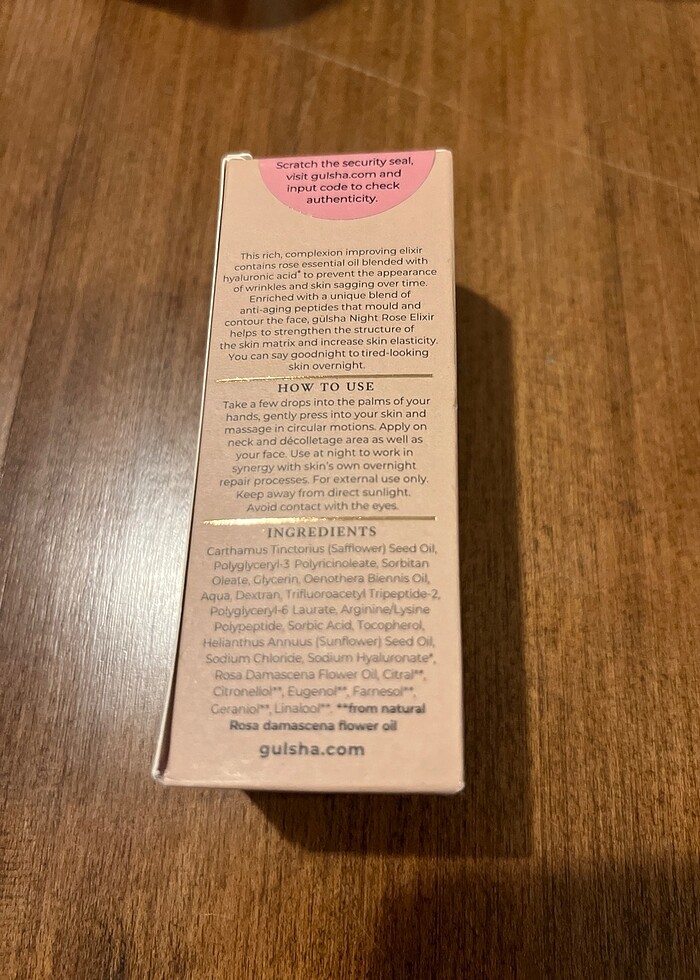 Scratch the security seal,
visit gulsha.com and
input code to check
authenticity.
This rich, complexion improving elixir
contains rose essential oil blended with
hyaluronic acid* to prevent the appearance
of wrinkles and skin sagging over time.
Enriched with a unique blend of
anti-aging peptides that mould and
contour the face, gülsha Night Rose Elixir
helps to strengthen the structure of
the skin matrix and increase skin elasticity.
You can say goodnight to tired-looking
skin overnight.
HOW TO USE
Take a few drops into the palms of your
hands, gently press into your skin and
massage in circular motions. Apply on
neck and décolletage area as well as
your face. Use at night to work in
synergy with skin's own overnight
repair processes. For external use only.
Keep away from direct sunlight.
Avoid contact with the eyes.
INGREDIENTS
Carthamus Tinctorius (Safflower) Seed Oil,
Polyglyceryl-3 Polyricinoleate, Sorbitan
Oleate, Glycerin, Oenothera Biennis Oil,
Aqua, Dextran, Trifluoroacetyl Tripeptide-2,
Polyglyceryl-6 Laurate, Arginine/Lysine
Polypeptide, Sorbic Acid, Tocopherol,
Helianthus Annuus (Sunflower) Seed Oil,
Sodium Chloride, Sodium Hyaluronate*,
Rosa Damascena Flower Oil, Citral**,
Citronellol**, Eugenol**, Farnesol**,
Geraniol**, Linalool**. **from natural
Rosa damascena flower oil
gulsha.com